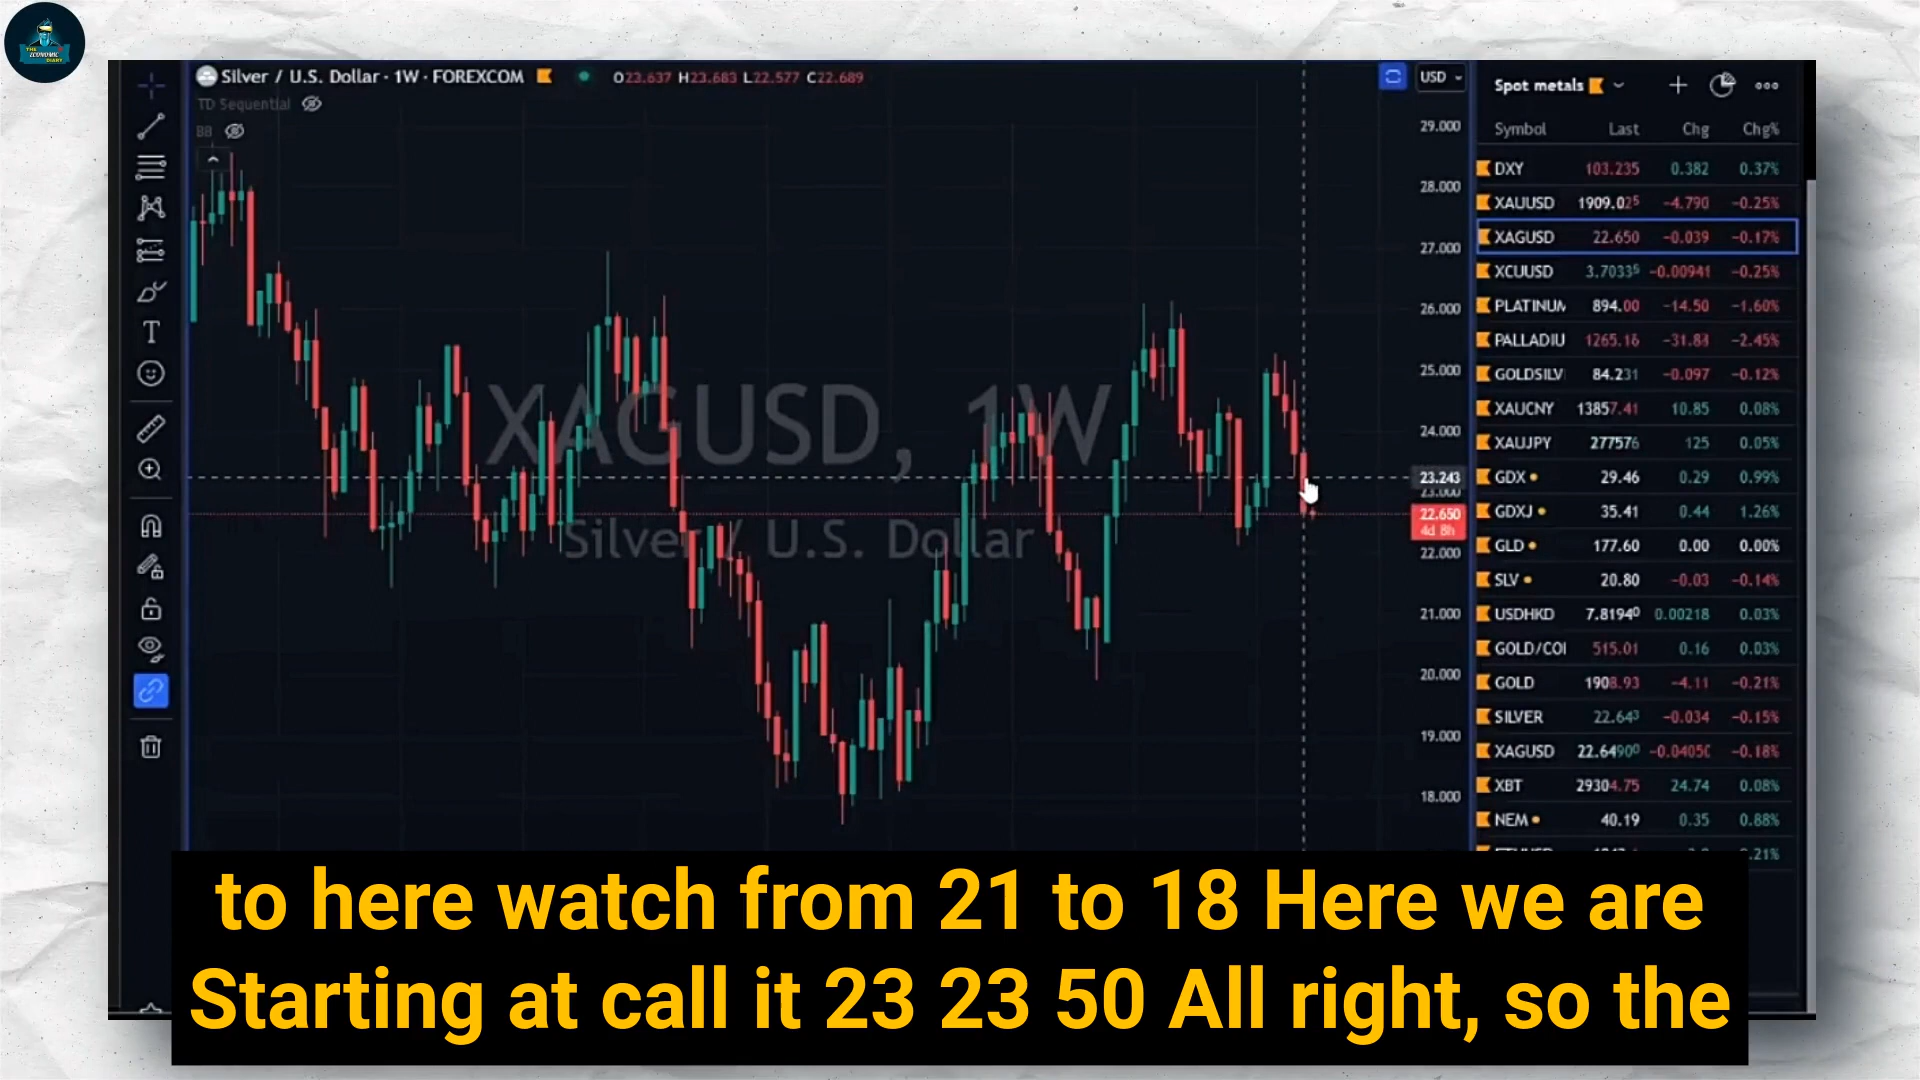 THE
ECONOMIC
DIARY
Silver / U.S. Dollar · 1W · FOREXCOM O23.637 H23.683 L22.577 C22.689
TD Sequential
BB
XAGUSD, 1W
Silver / U.S. Dollar
USD
29.000
28.000
27.000
26.000
25.000
24.000
23.243
23.000
22.650
4d 8h
22.000
21.000
20.000
19.000
18.000
Spot metals
Symbol Last Chg Chg%
DXY 103.235 0.382 0.37%
XAUUSD 1909.025 −4.790 −0.25%
XAGUSD 22.650 −0.039 −0.17%
XCUUSD 3.70335 −0.00941 −0.25%
PLATINUM 894.00 −14.50 −1.60%
PALLADIU 1265.16 −31.83 −2.45%
GOLDSILV 84.231 −0.097 −0.12%
XAUCNY 13857.41 10.85 0.08%
XAUJPY 277576 125 0.05%
GDX 29.46 0.29 0.99%
GDXJ 35.41 0.44 1.26%
GLD 177.60 0.00 0.00%
SLV 20.80 −0.03 −0.14%
USDHKD 7.81940 0.00218 0.03%
GOLD/COI 515.01 0.16 0.03%
GOLD 1908.93 −4.11 −0.21%
SILVER 22.643 −0.034 −0.15%
XAGUSD 22.64900 −0.0405 −0.18%
XBT 29304.75 24.74 0.08%
NEM 40.19 0.35 0.88%
.21%
to here watch from 21 to 18 Here we are
Starting at call it 23 23 50 All right, so the